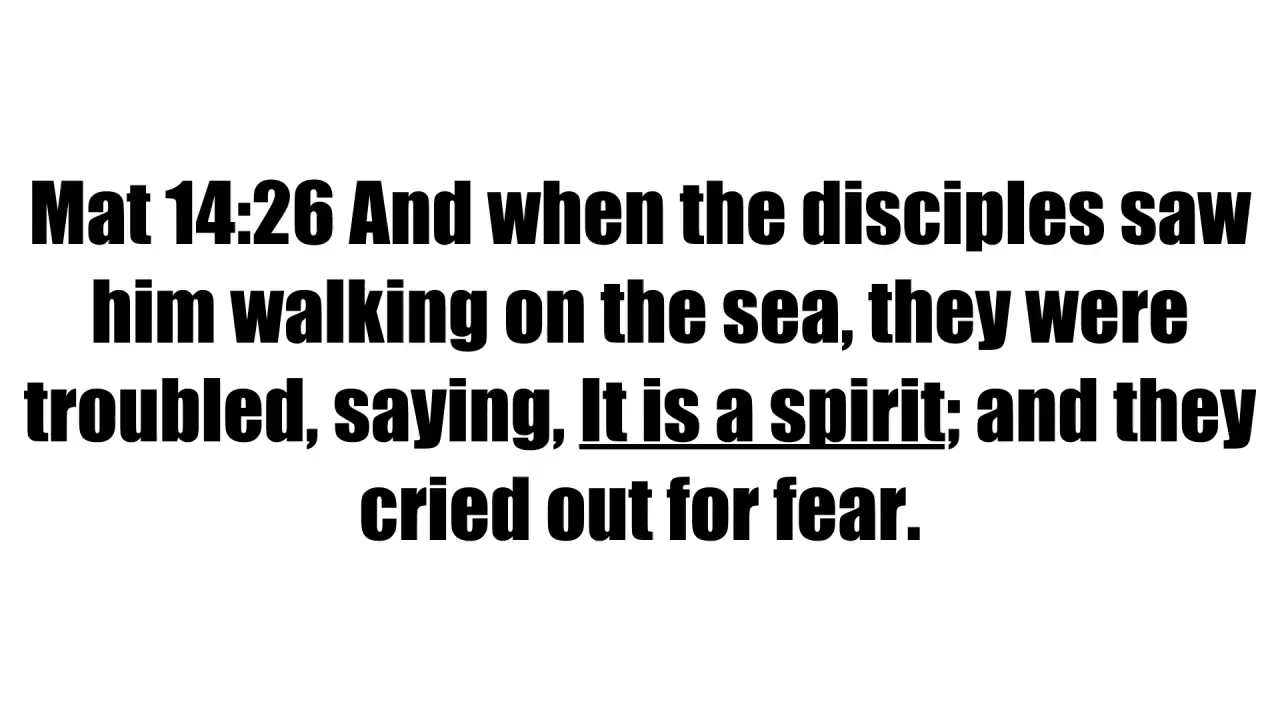 Mat 14:26 And when the disciples saw
him walking on the sea, they were
troubled, saying, It is a spirit; and they
cried out for fear.